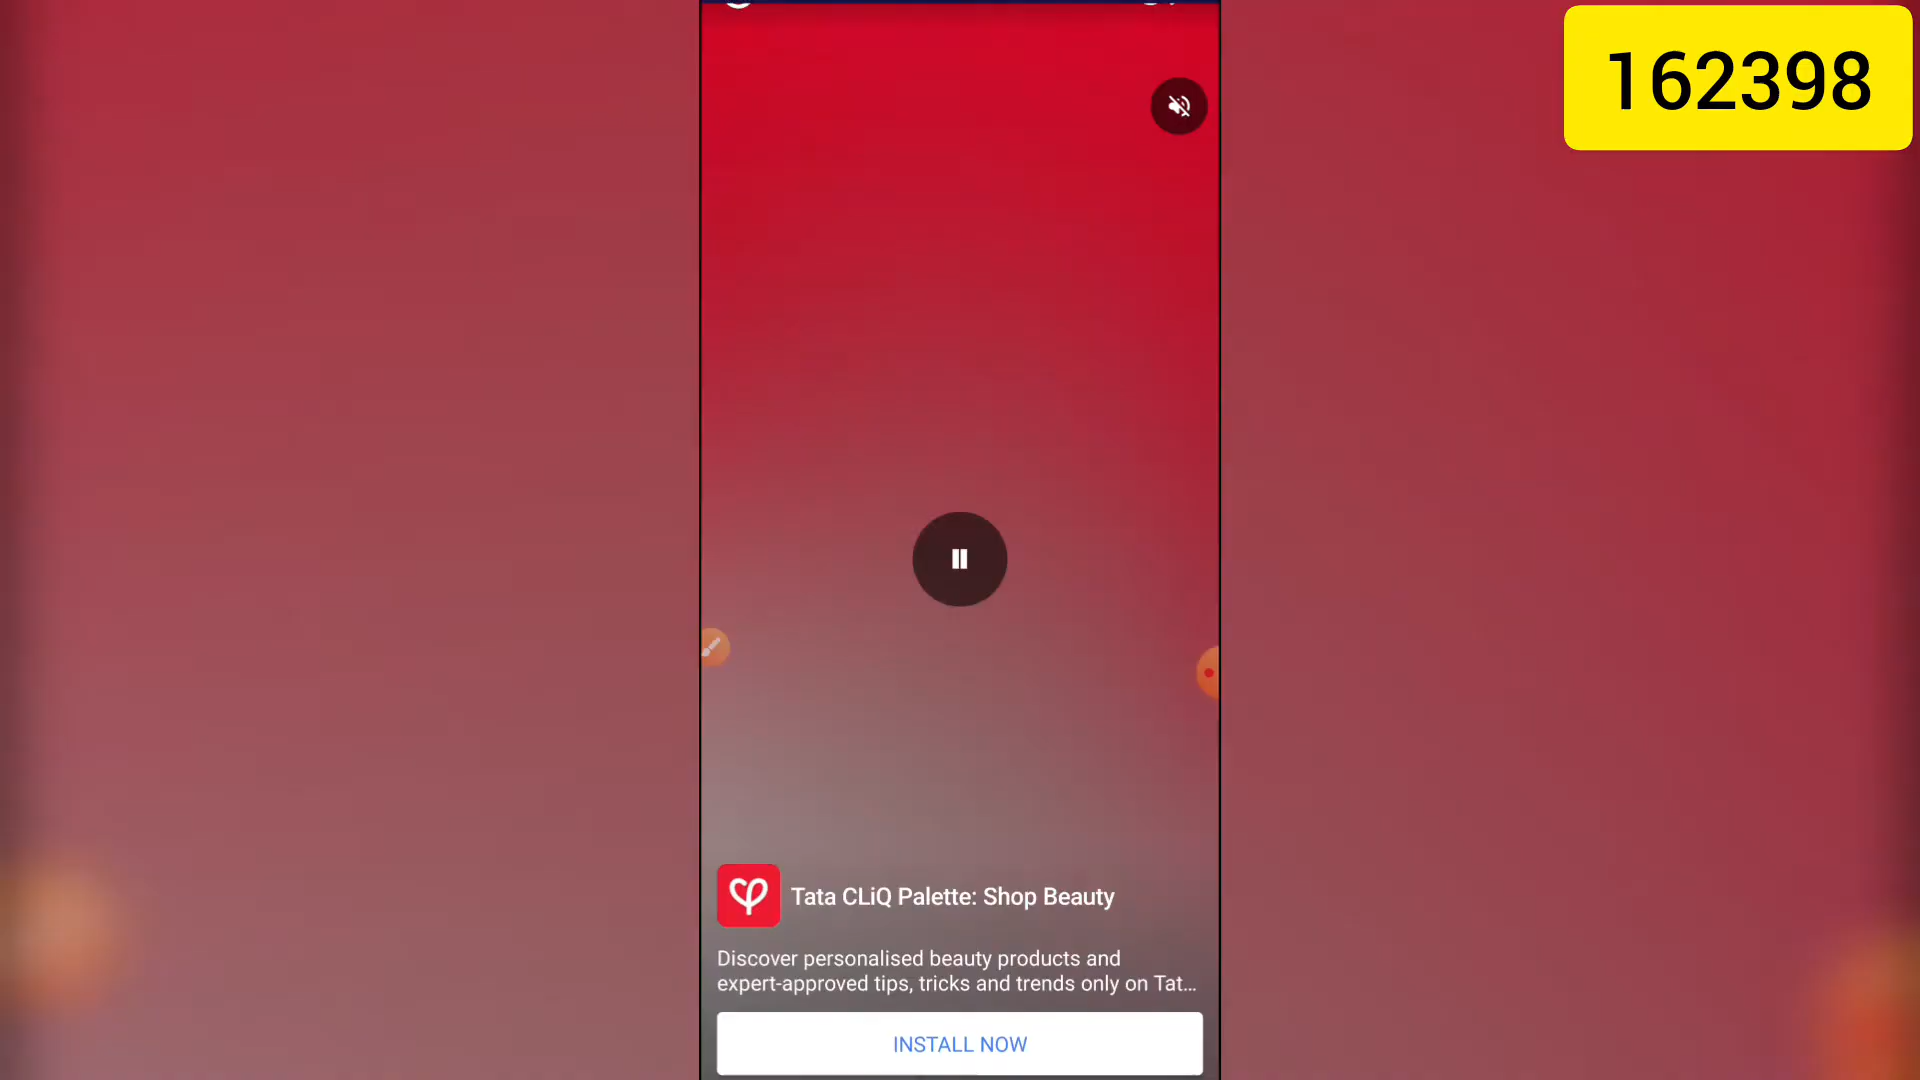 162398
Tata CLiQ Palette: Shop Beauty
Discover personalised beauty products and
expert-approved tips, tricks and trends only on Tat...
INSTALL NOW